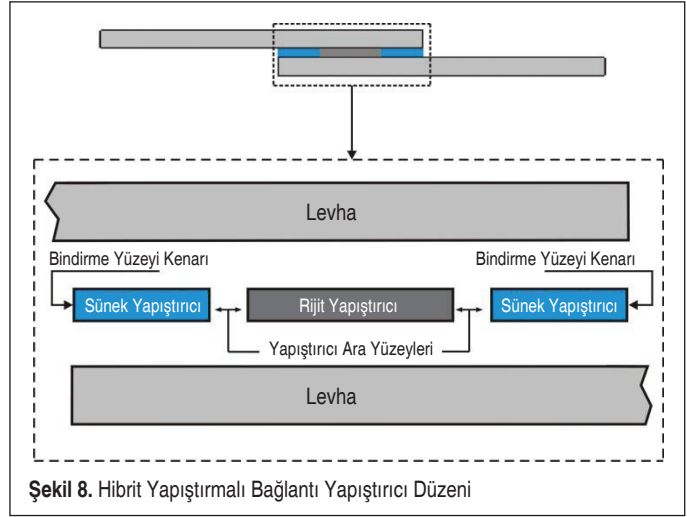 Levha
Bindirme Yüzeyi Kenarı
Bindirme Yüzeyi Kenarı
Sünek Yapıştırıcı
Rijit Yapıştırıcı
Sünek Yapıştırıcı
Yapıştırıcı Ara Yüzeyleri
Levha
Şekil 8. Hibrit Yapıştırmalı Bağlantı Yapıştırıcı Düzeni